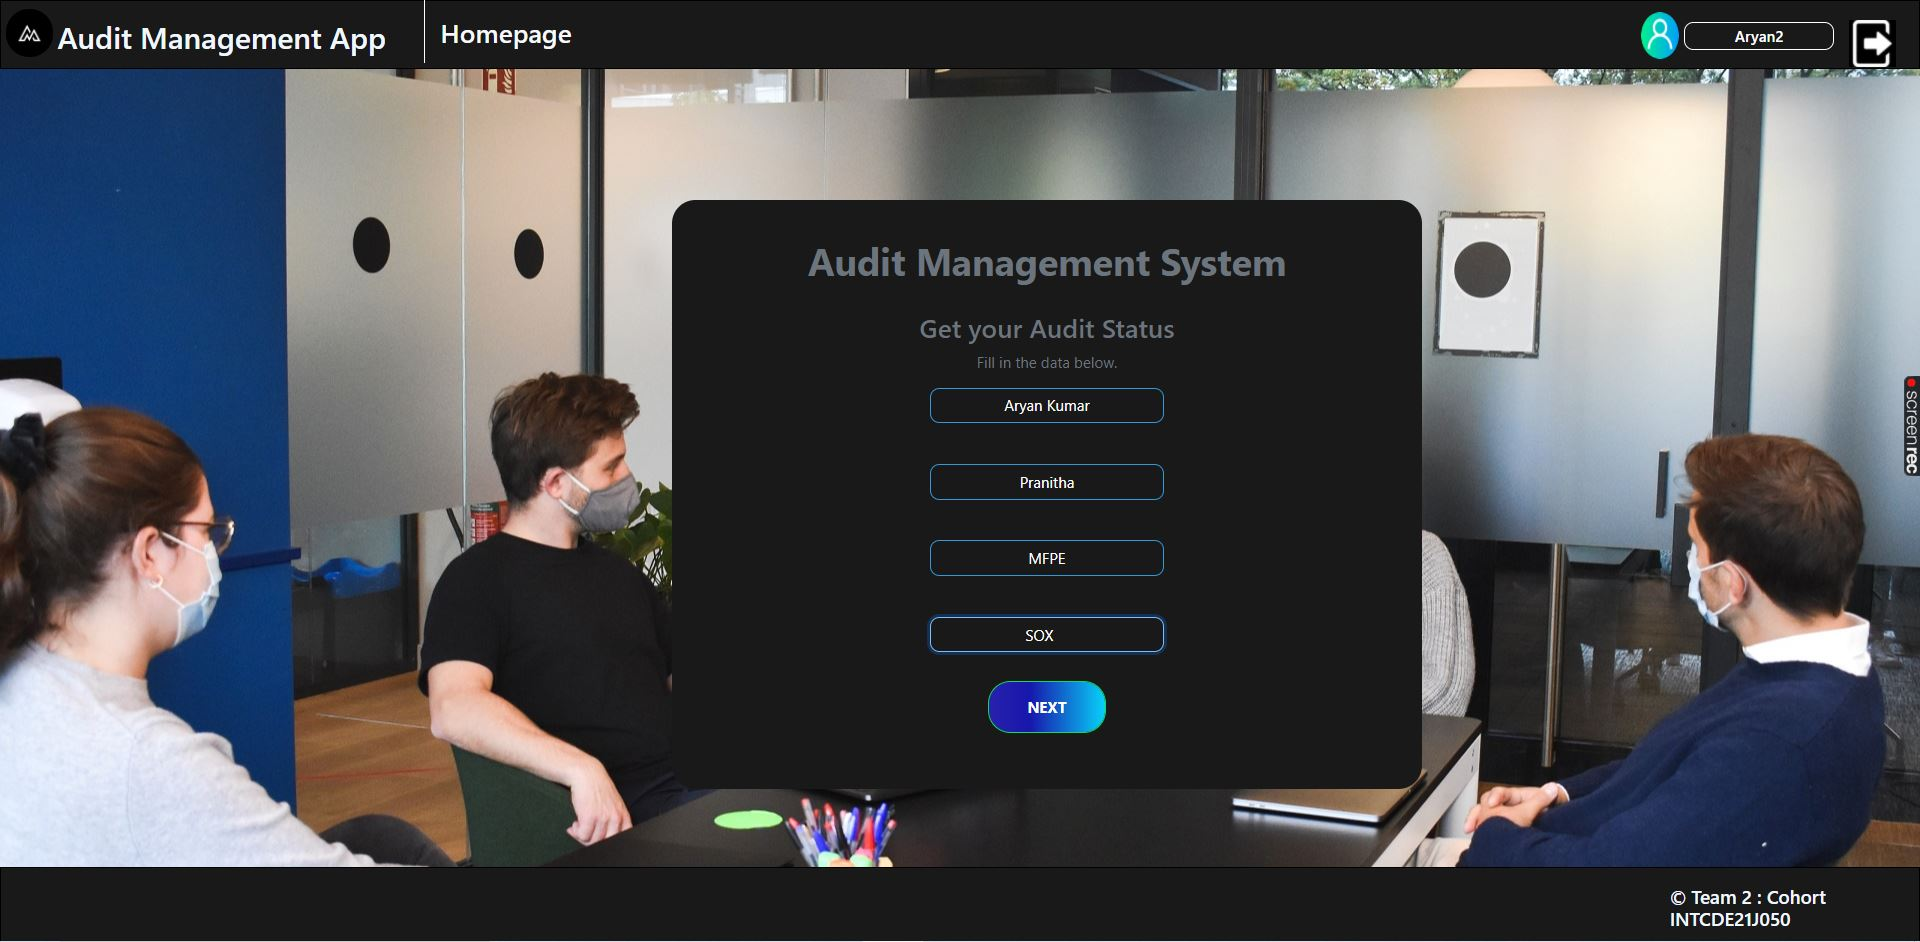 Audit Management App
Homepage
Aryan2
Audit Management System
Get your Audit Status
Fill in the data below.
Aryan Kumar
Pranitha
MFPE
SOX
NEXT
screenrec
© Team 2 : Cohort
INTCDE21J050